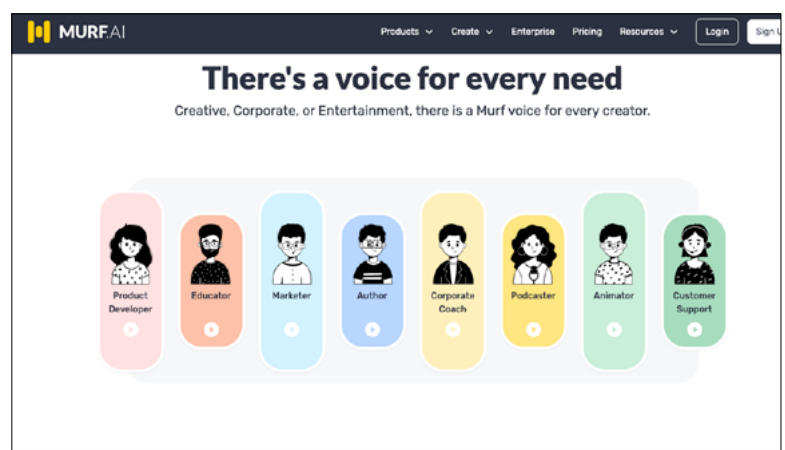 MURF.AI Products Create Enterprise Pricing Resources Login Sign U
There's a voice for every need
Creative, Corporate, or Entertainment, there is a Murf voice for every creator.
Product Developer
Educator
Marketer
Author
Corporate Coach
Podcaster
Animator
Customer Support